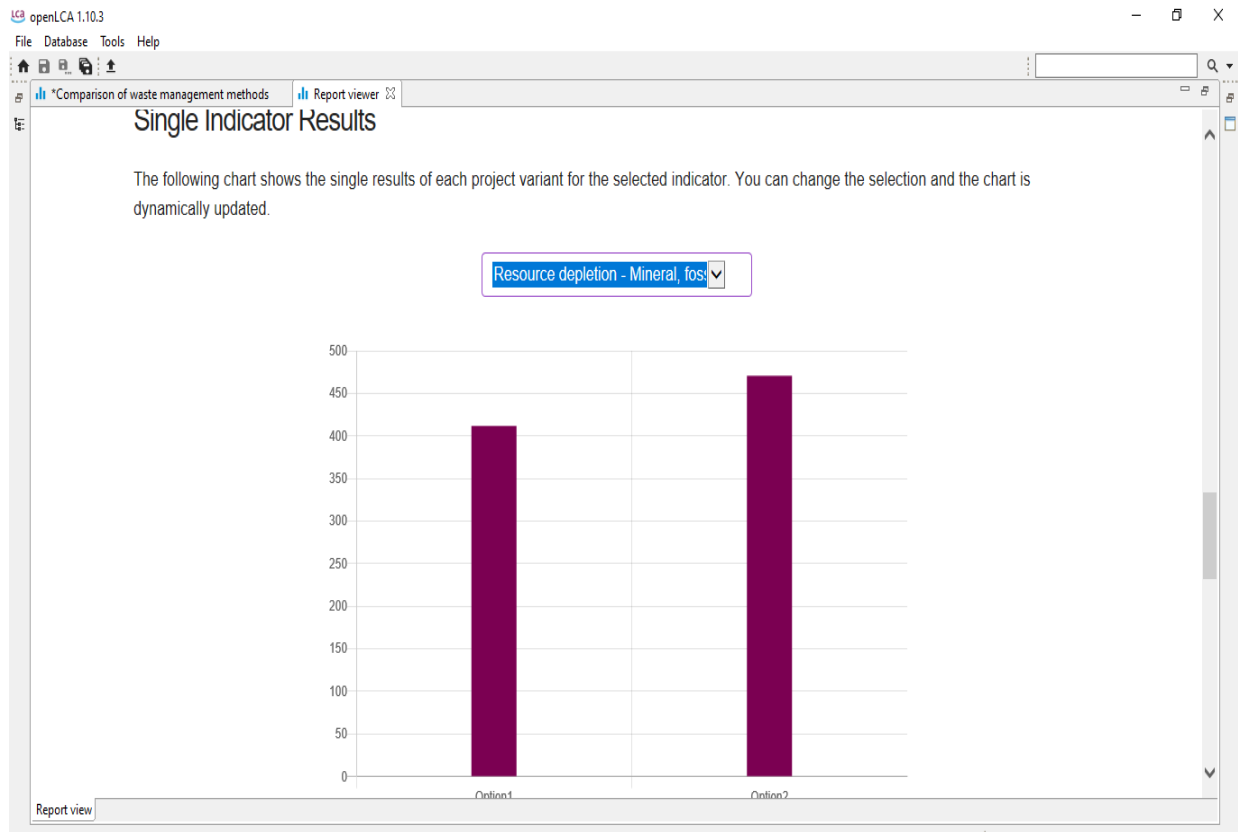 LCA openLCA 1.10.3
File Database Tools Help
*Comparison of waste management methods Report viewer
Single Indicator Results
The following chart shows the single results of each project variant for the selected indicator. You can change the selection and the chart is
dynamically updated.
Resource depletion - Mineral,
500
450
400
350
300
250
200
150
100
50
0
Option1 Option2
Report view